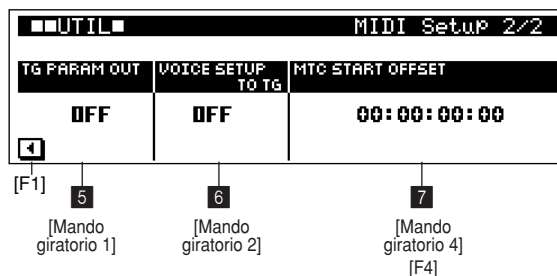 UTIL MIDI Setup 2/2
TG PARAM OUT VOICE SETUP TO TG MTC START OFFSET
OFF OFF 00:00:00:00
[F1]
5 6 7
[Mando giratorio 1] [Mando giratorio 2] [Mando giratorio 4]
[F4]